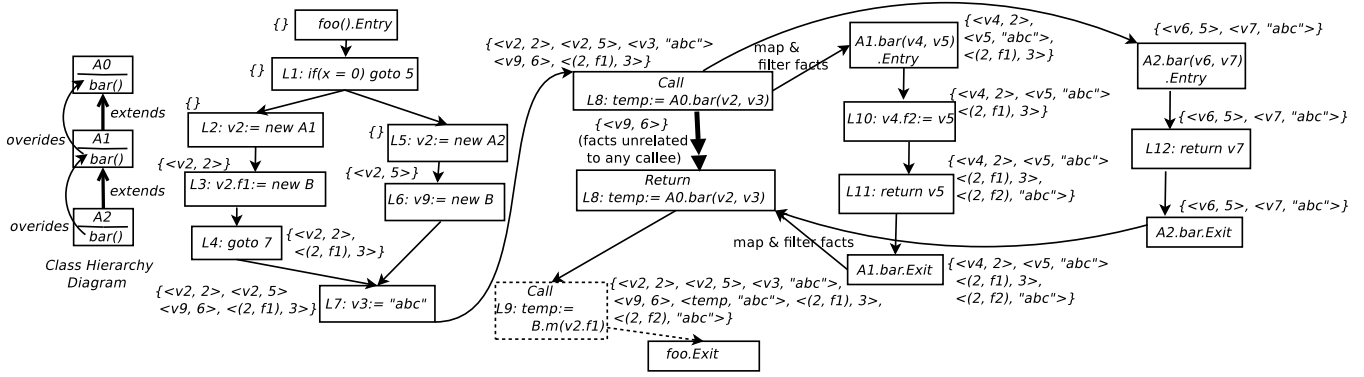 A0
bar()
extends
overides
A1
bar()
extends
overides
A2
bar()
Class Hierarchy
Diagram
{}
foo().Entry
{}
L1: if(x = 0) goto 5
{}
L2: v2:= new A1
{}
L5: v2:= new A2
{<v2, 2>}
L3: v2.f1:= new B
{<v2, 5>}
L6: v9:= new B
L4: goto 7
{<v2, 2>,
<(2, f1), 3>}
{<v2, 2>, <v2, 5>
<v9, 6>, <(2, f1), 3>}
L7: v3:= "abc"
{<v2, 2>, <v2, 5>, <v3, "abc">
<v9, 6>, <(2, f1), 3>}
Call
L8: temp:= A0.bar(v2, v3)
map &
filter facts
{<v9, 6>}
(facts unrelated
to any callee)
Return
L8: temp:= A0.bar(v2, v3)
map & filter facts
Call
L9: temp:=
B.m(v2.f1)
{<v2, 2>, <v2, 5>, <v3, "abc">,
<v9, 6>, <temp, "abc">, <(2, f1), 3>,
<(2, f2), "abc">}
foo.Exit
A1.bar(v4, v5)
.Entry
{<v4, 2>,
<v5, "abc">,
<(2, f1), 3>}
L10: v4.f2:= v5
{<v4, 2>, <v5, "abc">
<(2, f1), 3>}
L11: return v5
{<v4, 2>, <v5, "abc">
<(2, f1), 3>,
<(2, f2), "abc">}
A1.bar.Exit
{<v4, 2>, <v5, "abc">
<(2, f1), 3>,
<(2, f2), "abc">}
{<v6, 5>, <v7, "abc">}
A2.bar(v6, v7)
.Entry
{<v6, 5>, <v7, "abc">}
L12: return v7
{<v6, 5>, <v7, "abc">}
A2.bar.Exit